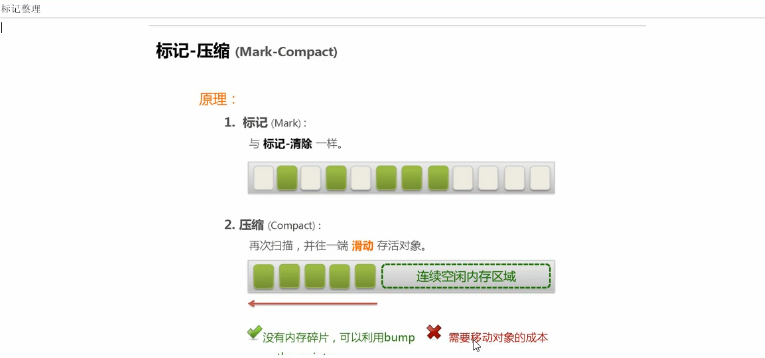 标记整理
标记-压缩 (Mark-Compact)
原理：
1. 标记 (Mark)：
与 标记-清除 一样。
2. 压缩 (Compact)：
再次扫描，并往一端 滑动 存活对象。
连续空闲内存区域
没有内存碎片，可以利用bump
需要移动对象的成本